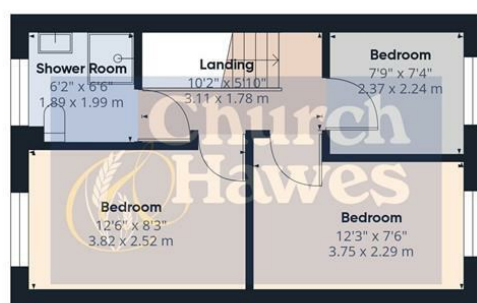 Shower Room
6'2" x 6'6"
1.89 x 1.99 m
Landing
10'2" x 5'10"
3.11 x 1.78 m
Bedroom
7'9" x 7'4"
2.37 x 2.24 m
Church
Hawes
Bedroom
12'6" x 8'3"
3.82 x 2.52 m
Bedroom
12'3" x 7'6"
3.75 x 2.29 m